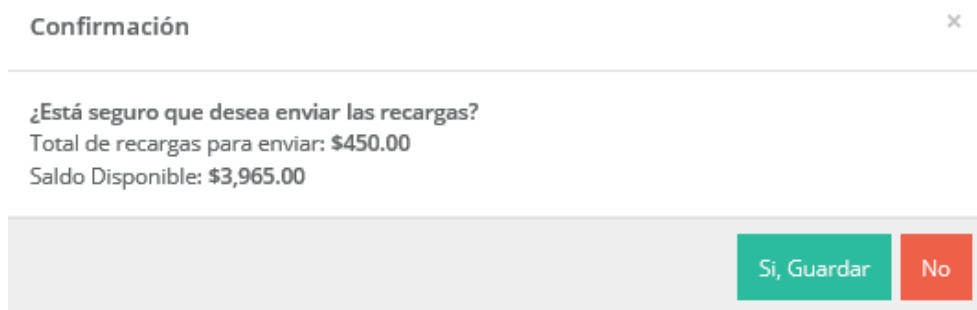 Confirmación
×
¿Está seguro que desea enviar las recargas?
Total de recargas para enviar: $450.00
Saldo Disponible: $3,965.00
Si, Guardar
No